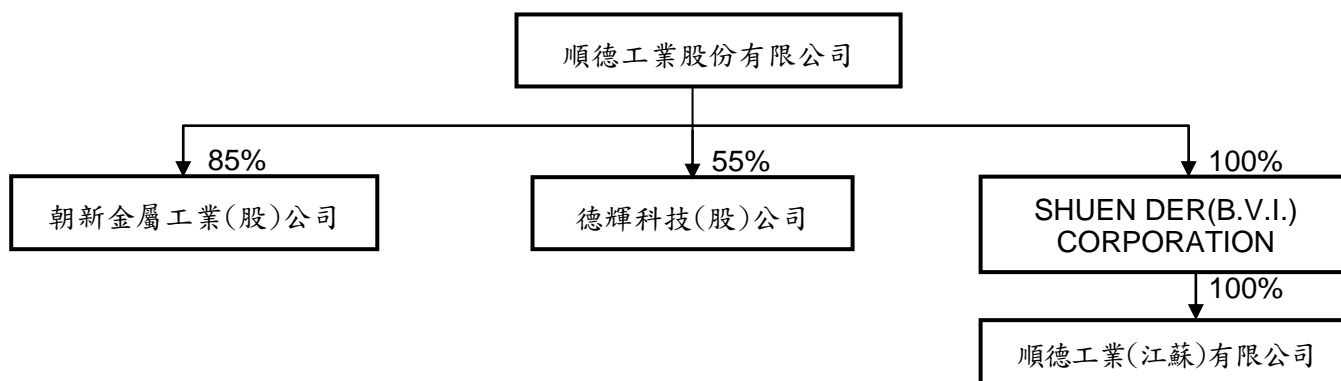 順德工業股份有限公司
85%
55%
100%
朝新金屬工業(股)公司
德輝科技(股)公司
SHUEN DER(B.V.I.)
CORPORATION
100%
順德工業(江蘇)有限公司